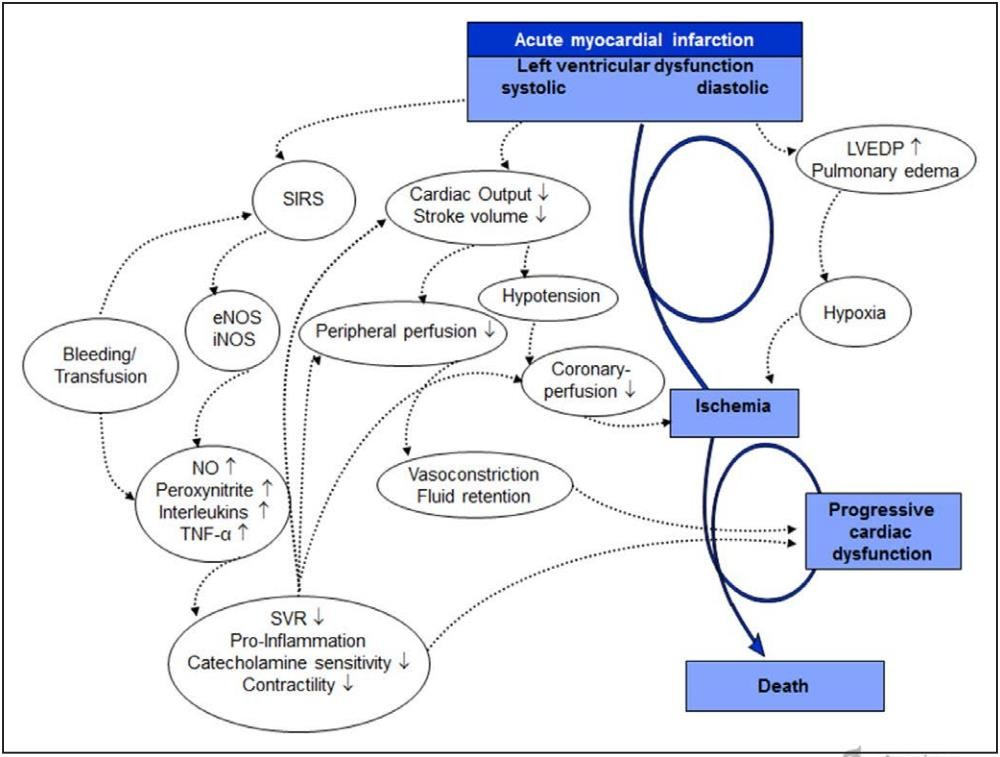 Acute myocardial infarction
Left ventricular dysfunction
systolic diastolic
LVEDP ↑
Pulmonary edema
SIRS
Cardiac Output ↓
Stroke volume ↓
Hypotension
Hypoxia
eNOS
iNOS
Peripheral perfusion ↓
Bleeding/
Transfusion
Coronary-
perfusion ↓
Ischemia
NO ↑
Peroxynitrite ↑
Interleukins ↑
TNF-α ↑
Vasoconstriction
Fluid retention
Progressive
cardiac
dysfunction
SVR ↓
Pro-Inflammation
Catecholamine sensitivity ↓
Contractility ↓
Death